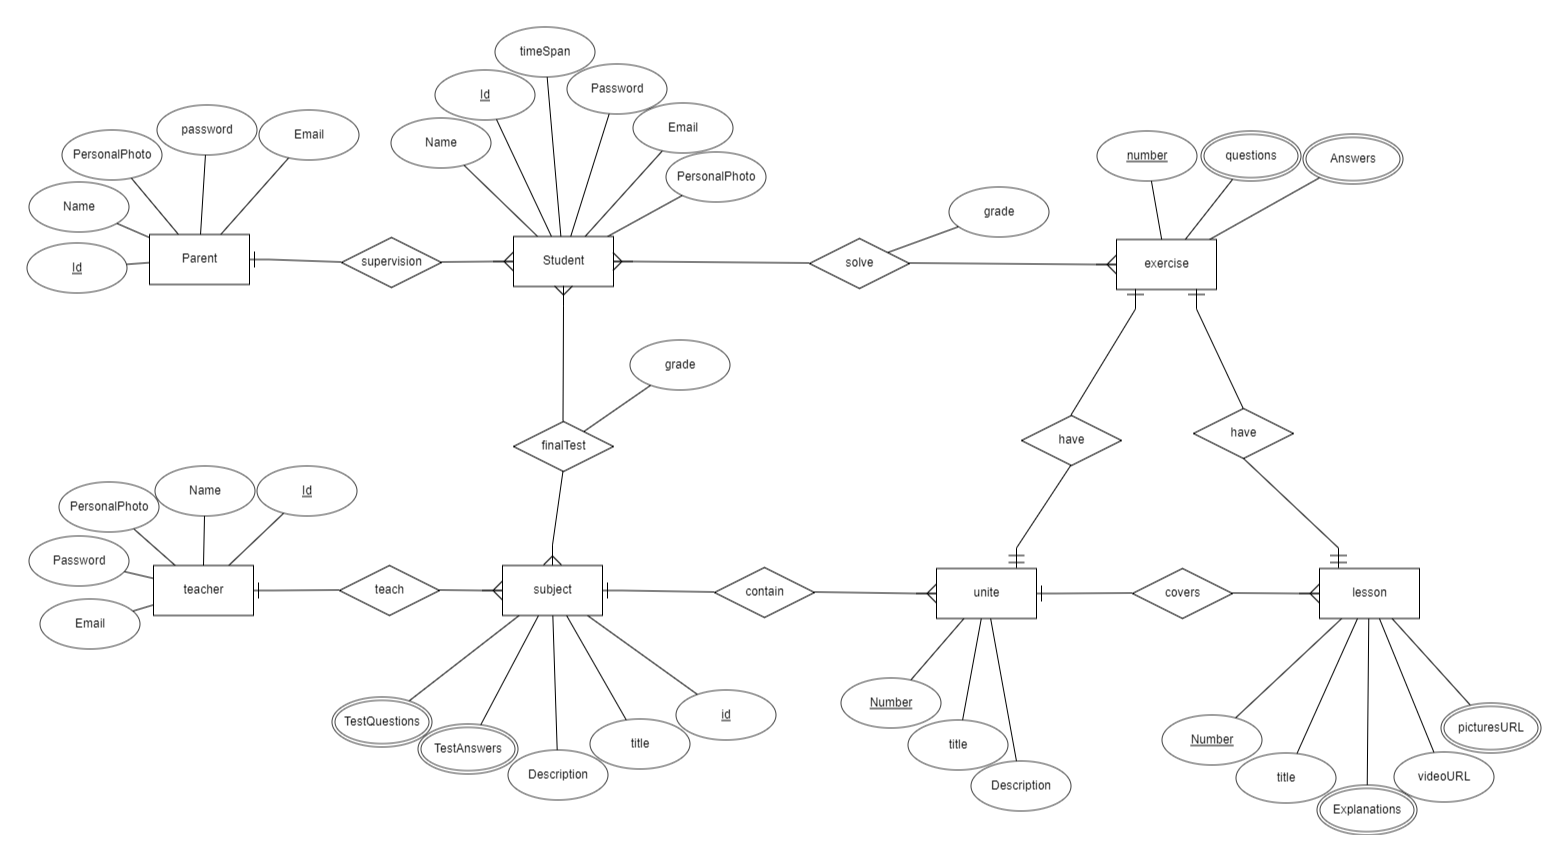 timeSpan
Id
Password
Name
Email
PersonalPhoto
password
Email
PersonalPhoto
Name
Id
Parent
supervision
Student
solve
grade
number
questions
Answers
exercise
grade
finalTest
have
have
PersonalPhoto
Name
Id
Password
Email
teacher
teach
subject
contain
unite
covers
lesson
TestQuestions
TestAnswers
Description
title
id
Number
title
Description
Number
title
Explanations
videoURL
picturesURL